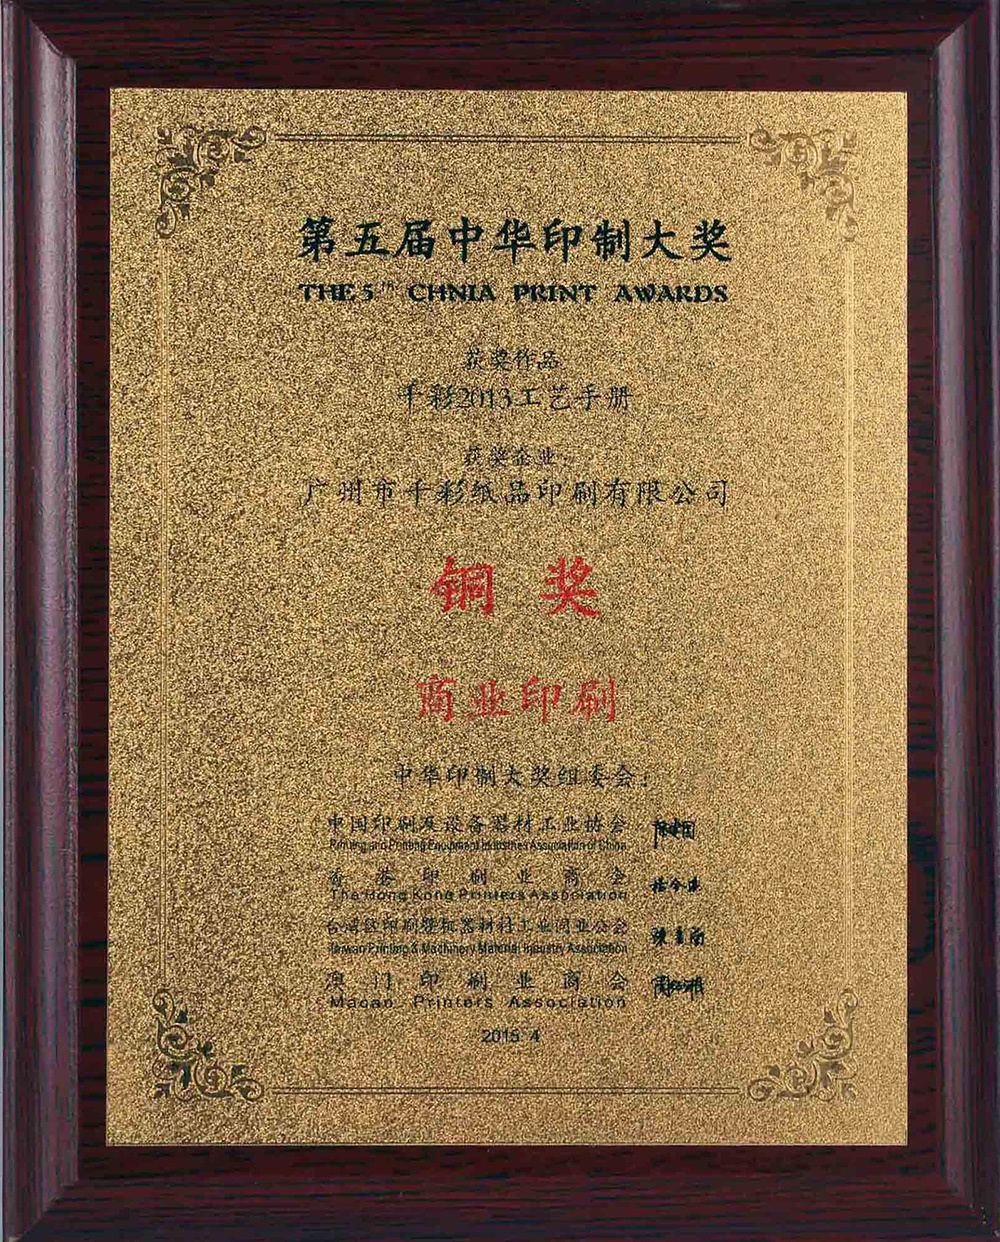 第五届中华印制大奖
THE 5TH CHNIA PRINT AWARDS
获奖作品
千彩2013工艺手册
获奖企业：
广州市千彩纸品印刷有限公司
铜 奖
商业印刷
中华印制大奖组委会：
中国印刷及设备器材工业协会
Printing and Printing Equipment Industries Association of China
香港印刷业商会
The Hong Kong Printers Association
台湾区印刷暨机器材料工业同业公会
Taiwan Printing & Machinery Material Industry Association
澳门印刷业商会
Macao Printers Association
2015 4